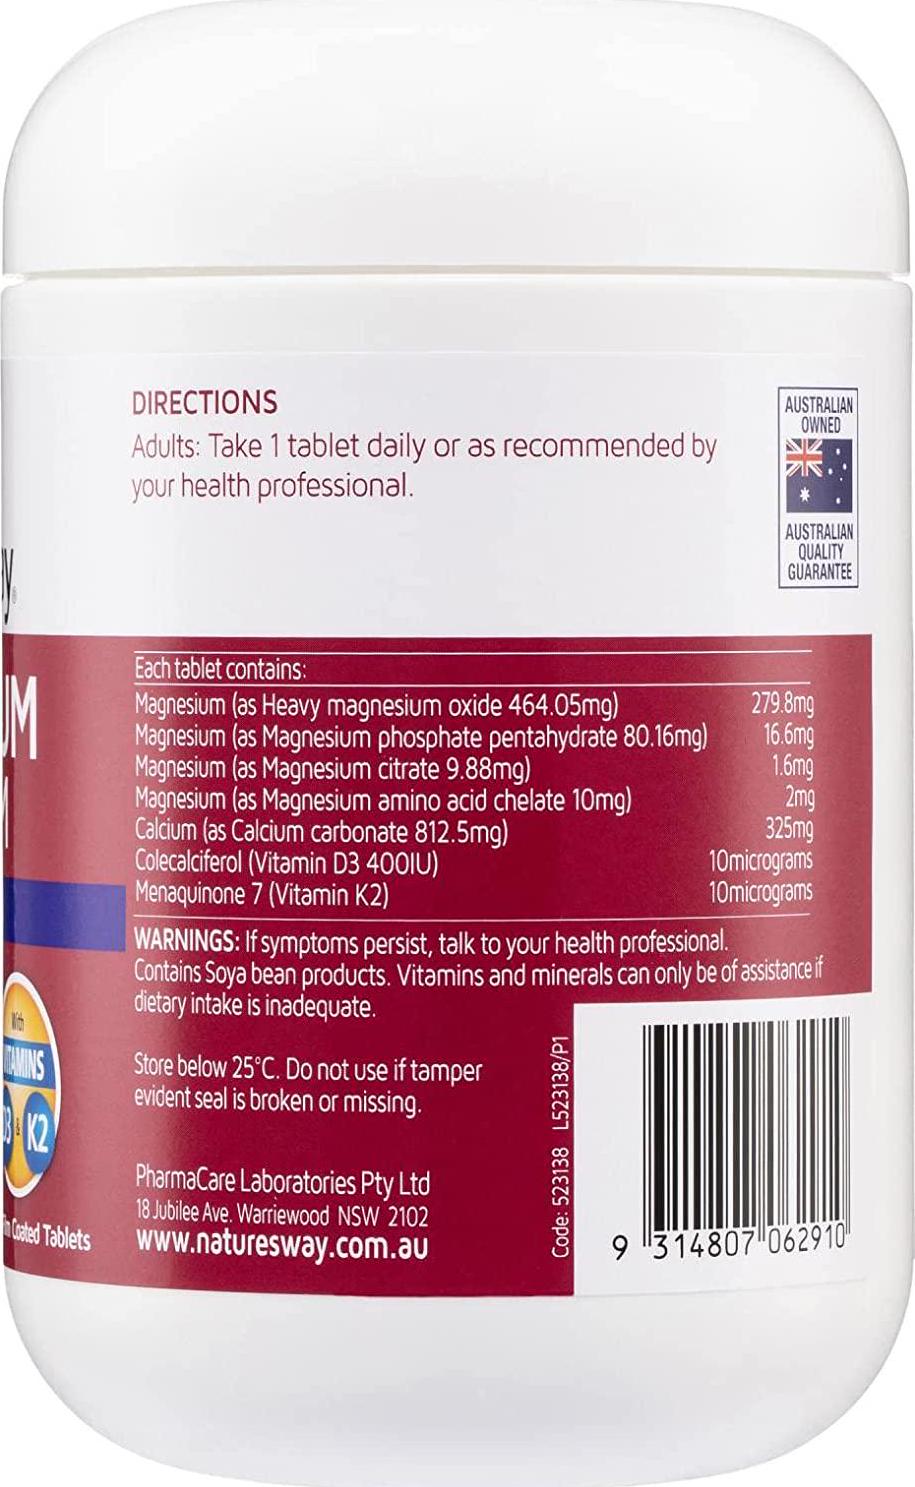 DIRECTIONS
Adults: Take 1 tablet daily or as recommended by
your health professional.
AUSTRALIAN
OWNED
AUSTRALIAN
QUALITY
GUARANTEE
y®
UM
M
With
VITAMINS
D3 & K2
Film Coated Tablets
Each tablet contains:
Magnesium (as Heavy magnesium oxide 464.05mg) 279.8mg
Magnesium (as Magnesium phosphate pentahydrate 80.16mg) 16.6mg
Magnesium (as Magnesium citrate 9.88mg) 1.6mg
Magnesium (as Magnesium amino acid chelate 10mg) 2mg
Calcium (as Calcium carbonate 812.5mg) 325mg
Colecalciferol (Vitamin D3 400IU) 10micrograms
Menaquinone 7 (Vitamin K2) 10micrograms
WARNINGS: If symptoms persist, talk to your health professional.
Contains Soya bean products. Vitamins and minerals can only be of assistance if
dietary intake is inadequate.
Store below 25°C. Do not use if tamper
evident seal is broken or missing.
PharmaCare Laboratories Pty Ltd
18 Jubilee Ave. Warriewood NSW 2102
www.naturesway.com.au
Code: 523138 L523138/P1
9 314807 062910